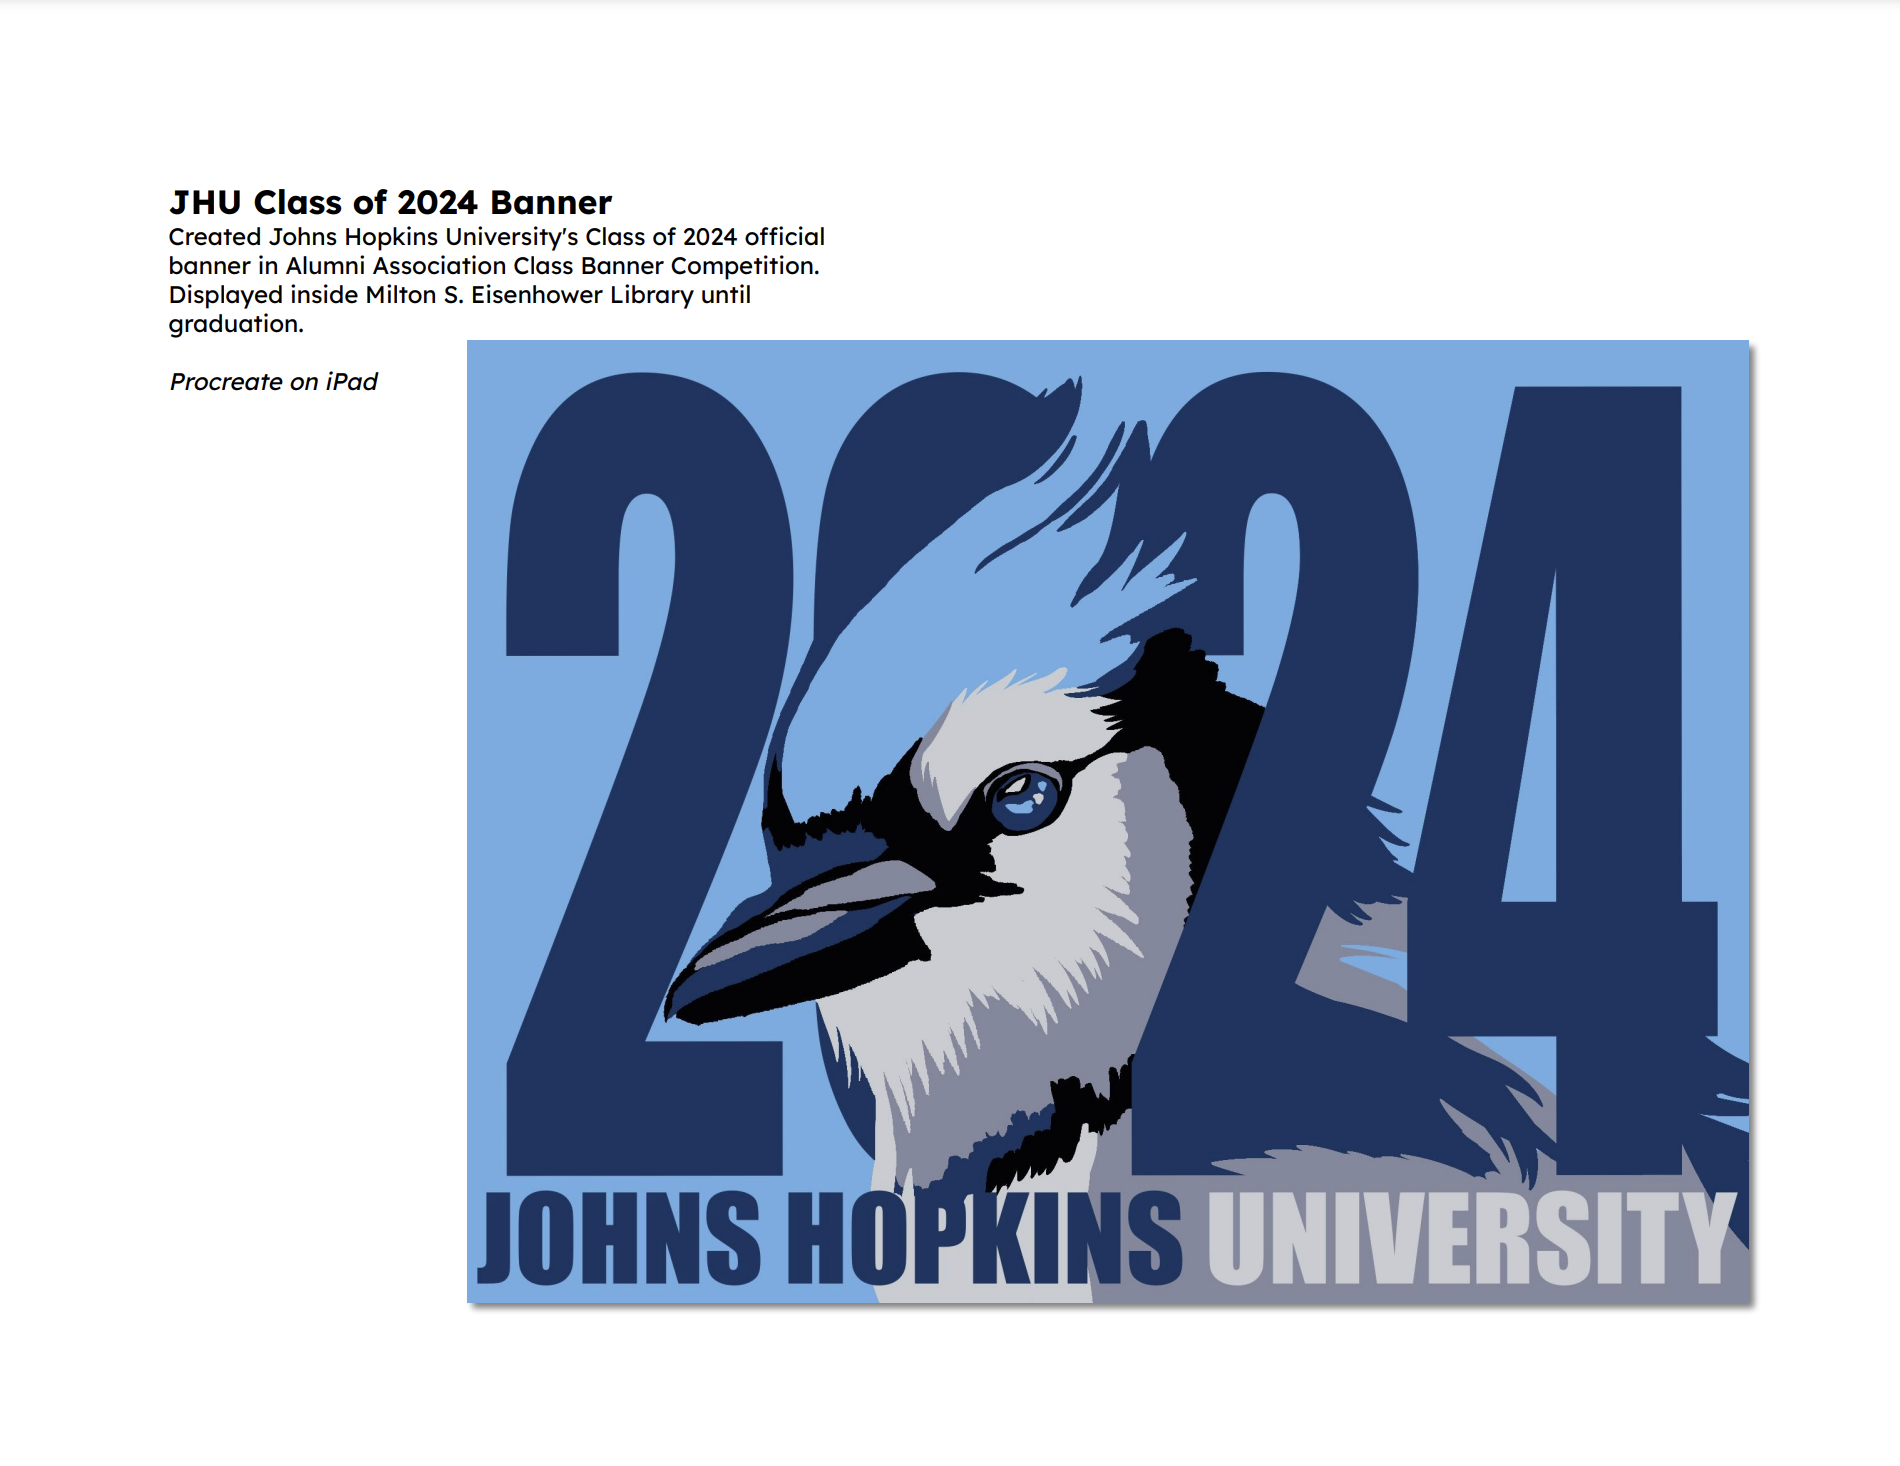 JHU Class of 2024 Banner
Created Johns Hopkins University's Class of 2024 official
banner in Alumni Association Class Banner Competition.
Displayed inside Milton S. Eisenhower Library until
graduation.
Procreate on iPad
2024
JOHNS HOPKINS UNIVERSITY